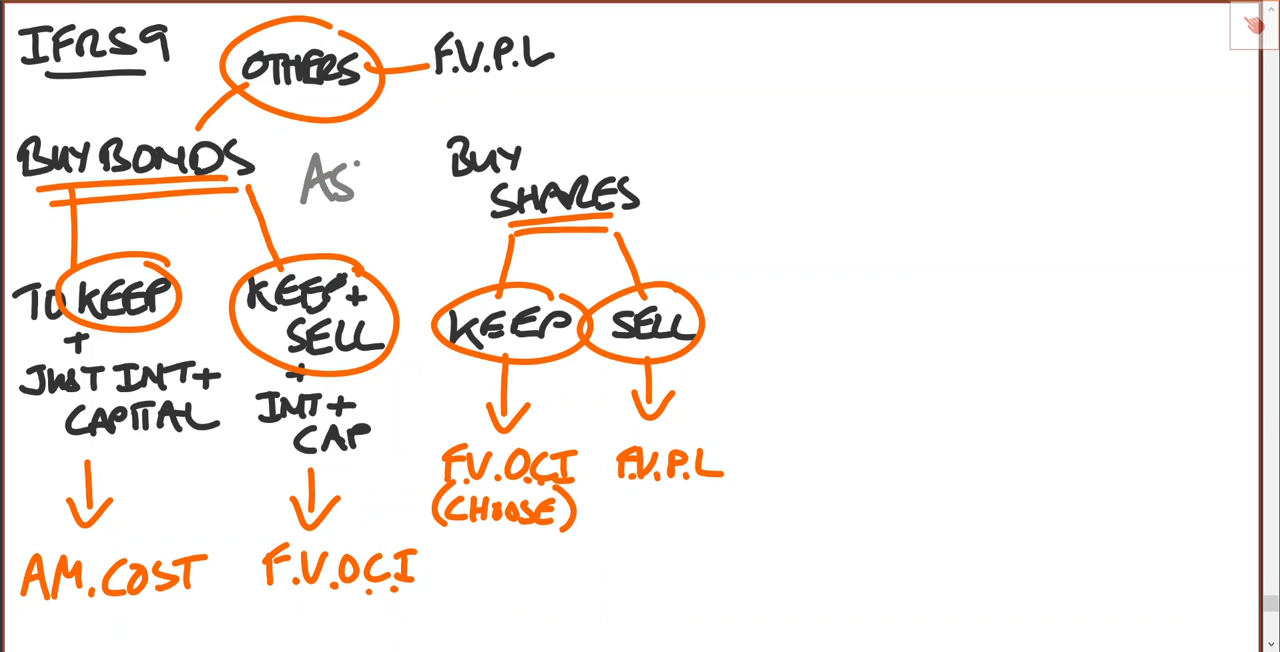 IFRS9
OTHERS
F.V.P.L
BUY BONDS
AS
BUY
SHARES
TO KEEP
+
JUST INT+
CAPITAL
AM.COST
KEEP+
SELL
+
INT+
CAP
F.V.O.C.I
KEEP
F.V.O.C.I
(CHOOSE)
SELL
F.V.P.L